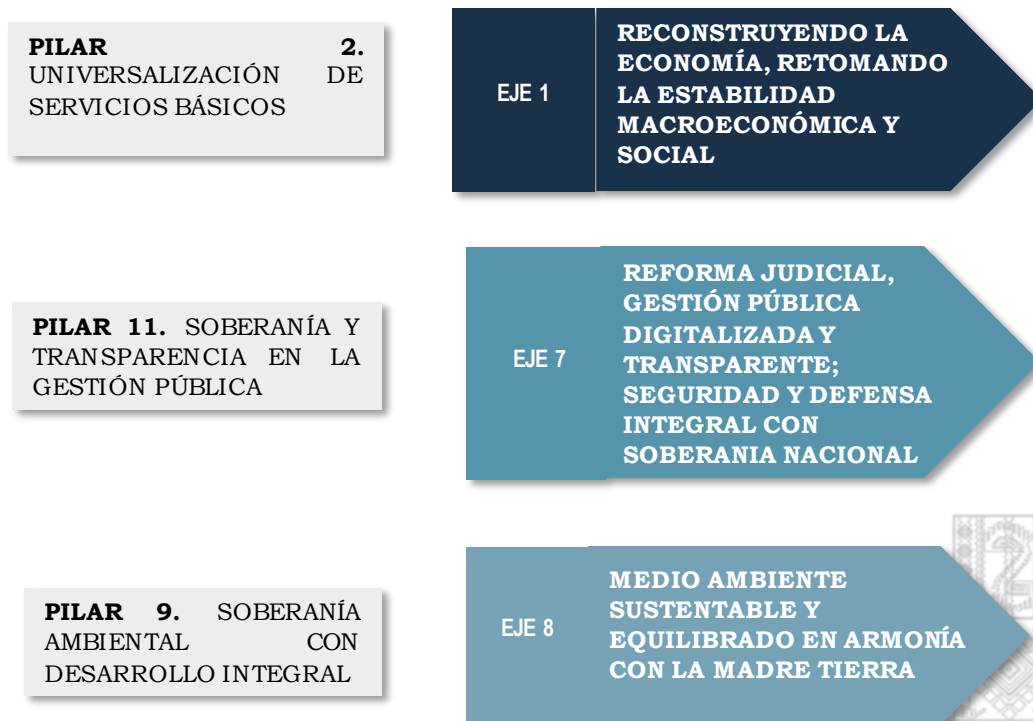 PILAR 2.
UNIVERSALIZACIÓN DE
SERVICIOS BÁSICOS
EJE 1
RECONSTRUYENDO LA
ECONOMÍA, RETOMANDO
LA ESTABILIDAD
MACROECONÓMICA Y
SOCIAL
PILAR 11. SOBERANÍA Y
TRANSPARENCIA EN LA
GESTIÓN PÚBLICA
EJE 7
REFORMA JUDICIAL,
GESTIÓN PÚBLICA
DIGITALIZADA Y
TRANSPARENTE;
SEGURIDAD Y DEFENSA
INTEGRAL CON
SOBERANIA NACIONAL
PILAR 9. SOBERANÍA
AMBIENTAL CON
DESARROLLO INTEGRAL
EJE 8
MEDIO AMBIENTE
SUSTENTABLE Y
EQUILIBRADO EN ARMONÍA
CON LA MADRE TIERRA